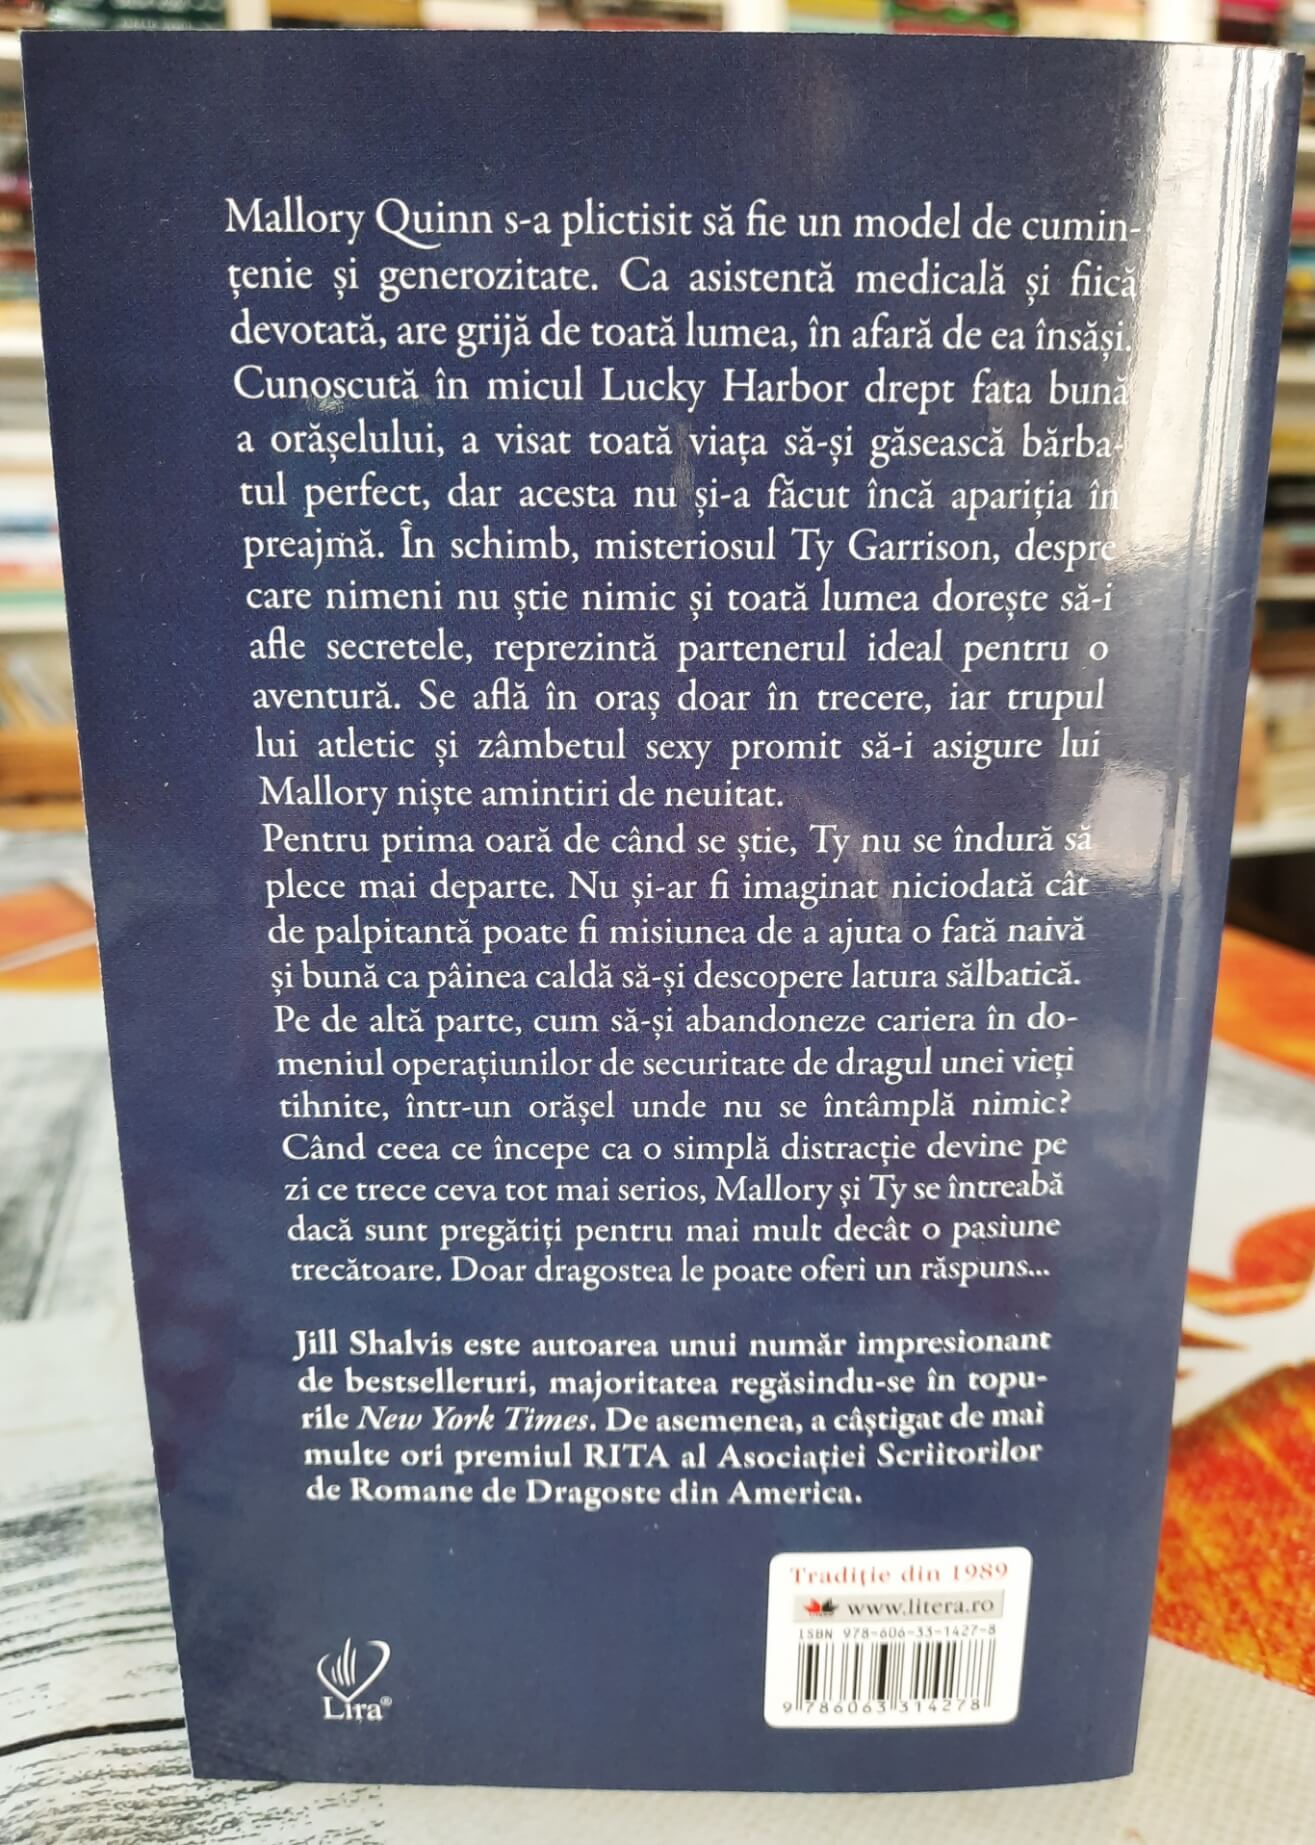 Mallory Quinn s-a plictisit să fie un model de cumin-
țenie și generozitate. Ca asistentă medicală și fiică
devotată, are grijă de toată lumea, în afară de ea însăși.
Cunoscută în micul Lucky Harbor drept fata bună
a orășelului, a visat toată viața să-și găsească bărba-
tul perfect, dar acesta nu și-a făcut încă apariția în
preajmă. În schimb, misteriosul Ty Garrison, despre
care nimeni nu știe nimic și toată lumea dorește să-i
afle secretele, reprezintă partenerul ideal pentru o
aventură. Se află în oraș doar în trecere, iar trupul
lui atletic și zâmbetul sexy promit să-i asigure lui
Mallory niște amintiri de neuitat.
Pentru prima oară de când se știe, Ty nu se îndură să
plece mai departe. Nu și-ar fi imaginat niciodată cât
de palpitantă poate fi misiunea de a ajuta o fată naivă
și bună ca pâinea caldă să-și descopere latura sălbatică.
Pe de altă parte, cum să-și abandoneze cariera în do-
meniul operațiunilor de securitate de dragul unei vieți
tihnite, într-un orășel unde nu se întâmplă nimic?
Când ceea ce începe ca o simplă distracție devine pe
zi ce trece ceva tot mai serios, Mallory și Ty se întreabă
dacă sunt pregătiți pentru mai mult decât o pasiune
trecătoare. Doar dragostea le poate oferi un răspuns...
Jill Shalvis este autoarea unui număr impresionant
de bestselleruri, majoritatea regăsindu-se în topu-
rile New York Times. De asemenea, a câștigat de mai
multe ori premiul RITA al Asociației Scriitorilor
de Romane de Dragoste din America.
Tradiție din 1989
www.litera.ro
ISBN 978-606-33-1427-8
9 786063 314278
Lira®